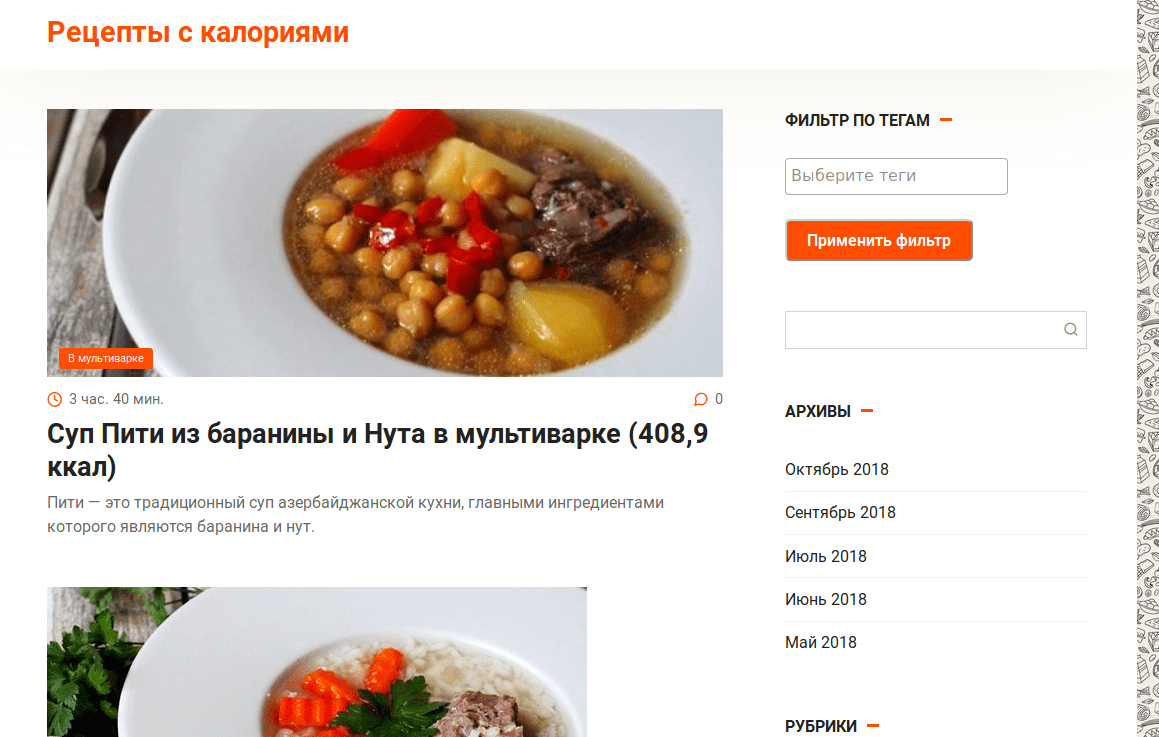 Рецепты с калориями
В мультиварке
3 час. 40 мин.
0
Суп Пити из баранины и Нута в мультиварке (408,9
ккал)
Пити — это традиционный суп азербайджанской кухни, главными ингредиентами
которого являются баранина и нут.
ФИЛЬТР ПО ТЕГАМ
Выберите теги
Применить фильтр
АРХИВЫ
Октябрь 2018
Сентябрь 2018
Июль 2018
Июнь 2018
Май 2018
РУБРИКИ